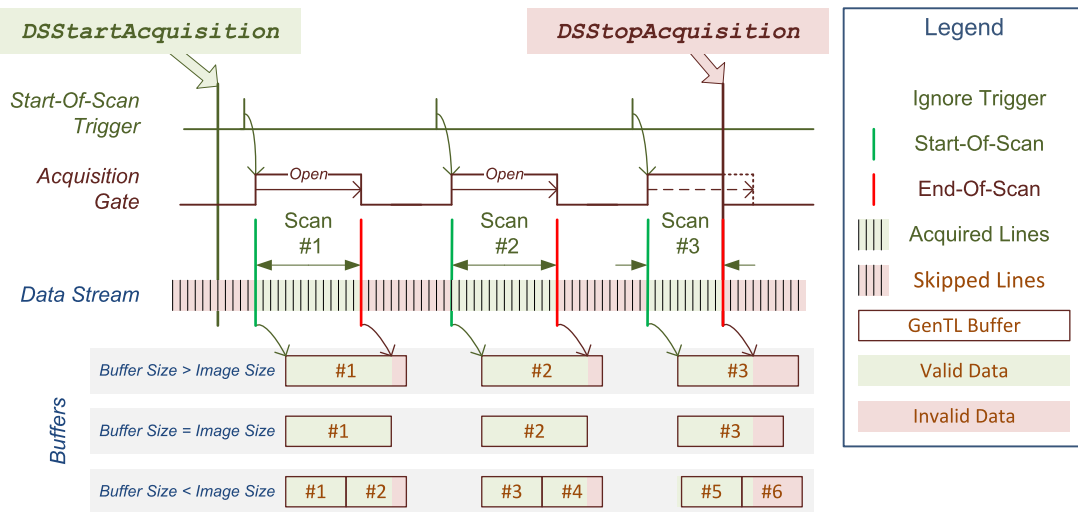 DSStartAcquisition
DSStopAcquisition
Start-Of-Scan
Trigger
Acquisition
Gate
Open
Open
Scan
#1
Scan
#2
Scan
#3
Data Stream
Buffers
Buffer Size > Image Size
#1
#2
#3
Buffer Size = Image Size
#1
#2
#3
Buffer Size < Image Size
#1
#2
#3
#4
#5
#6
Legend
Ignore Trigger
Start-Of-Scan
End-Of-Scan
Acquired Lines
Skipped Lines
GenTL Buffer
Valid Data
Invalid Data